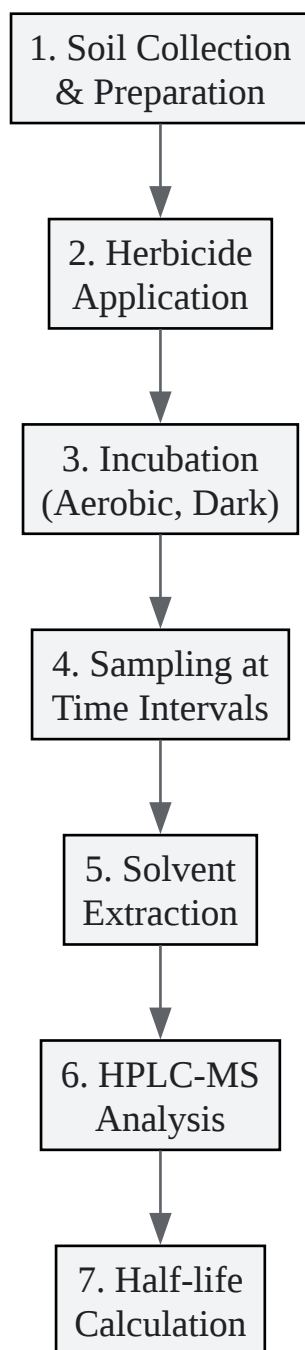 1. Soil Collection
& Preparation
2. Herbicide
Application
3. Incubation
(Aerobic, Dark)
4. Sampling at
Time Intervals
5. Solvent
Extraction
6. HPLC-MS
Analysis
7. Half-life
Calculation